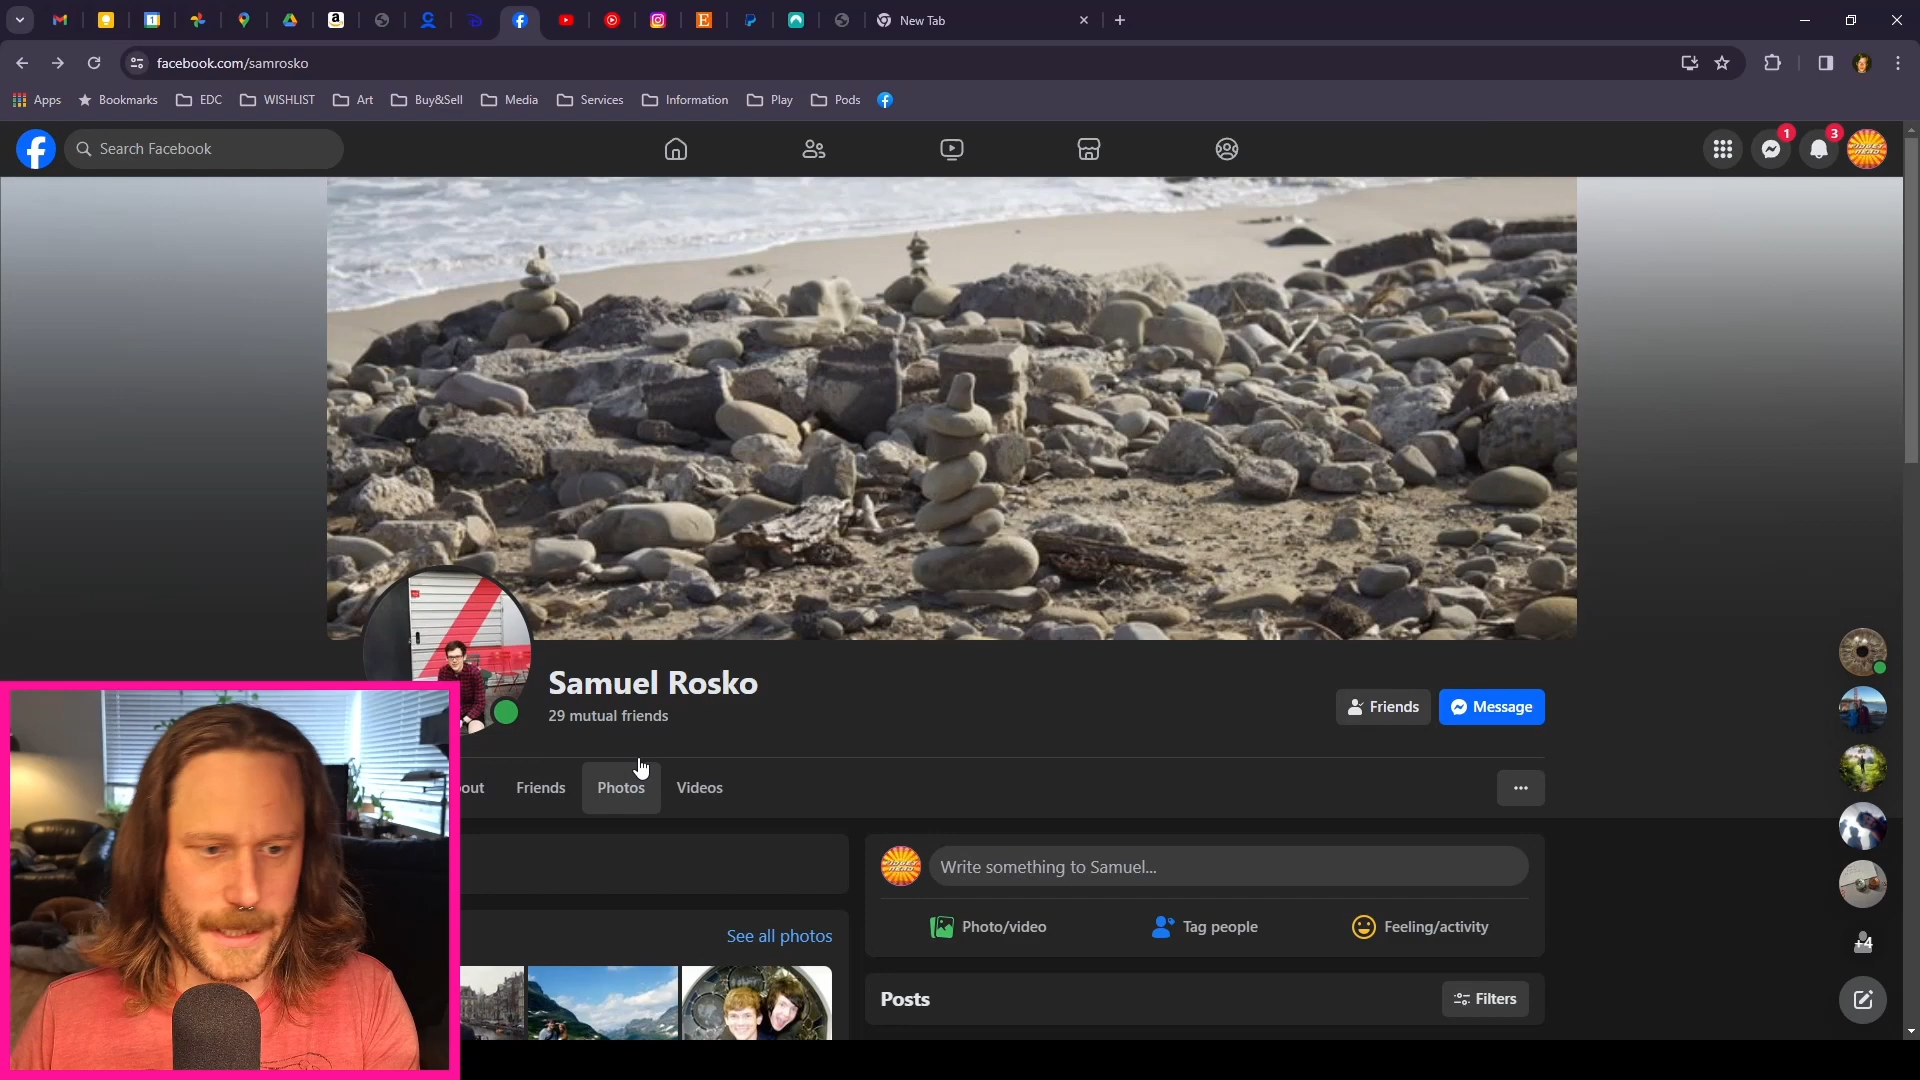 New Tab
facebook.com/samrosko
Apps Bookmarks EDC WISHLIST Art Buy&Sell Media Services Information Play Pods
Search Facebook
1
3
Samuel Rosko
29 mutual friends
Friends
Message
out Friends Photos Videos
Write something to Samuel...
Photo/video Tag people Feeling/activity
See all photos
Posts
Filters
+4